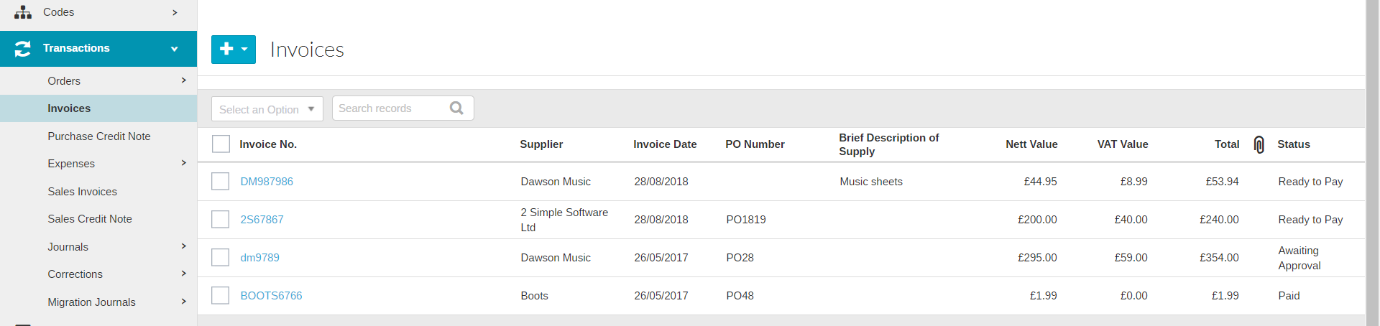 Codes
Transactions
Orders
Invoices
Purchase Credit Note
Expenses
Sales Invoices
Sales Credit Note
Journals
Corrections
Migration Journals
Invoices
Select an Option
Search records
Invoice No. Supplier Invoice Date PO Number Brief Description of Supply Nett Value VAT Value Total Status
DM987986 Dawson Music 28/08/2018 Music sheets £44.95 £8.99 £53.94 Ready to Pay
2S67867 2 Simple Software Ltd 28/08/2018 PO1819 £200.00 £40.00 £240.00 Ready to Pay
dm9789 Dawson Music 26/05/2017 PO28 £295.00 £59.00 £354.00 Awaiting Approval
BOOTS6766 Boots 26/05/2017 PO48 £1.99 £0.00 £1.99 Paid